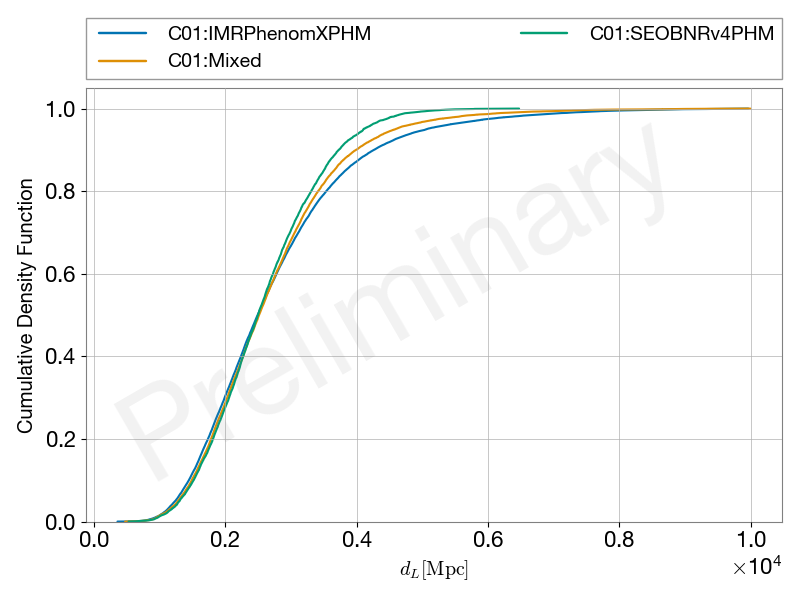 C01:IMRPhenomXPHM
C01:Mixed
C01:SEOBNRv4PHM
Preliminary
Cumulative Density Function
1.0
0.8
0.6
0.4
0.2
0.0
0.0 0.2 0.4 0.6 0.8 1.0
×10⁴
d_L[Mpc]